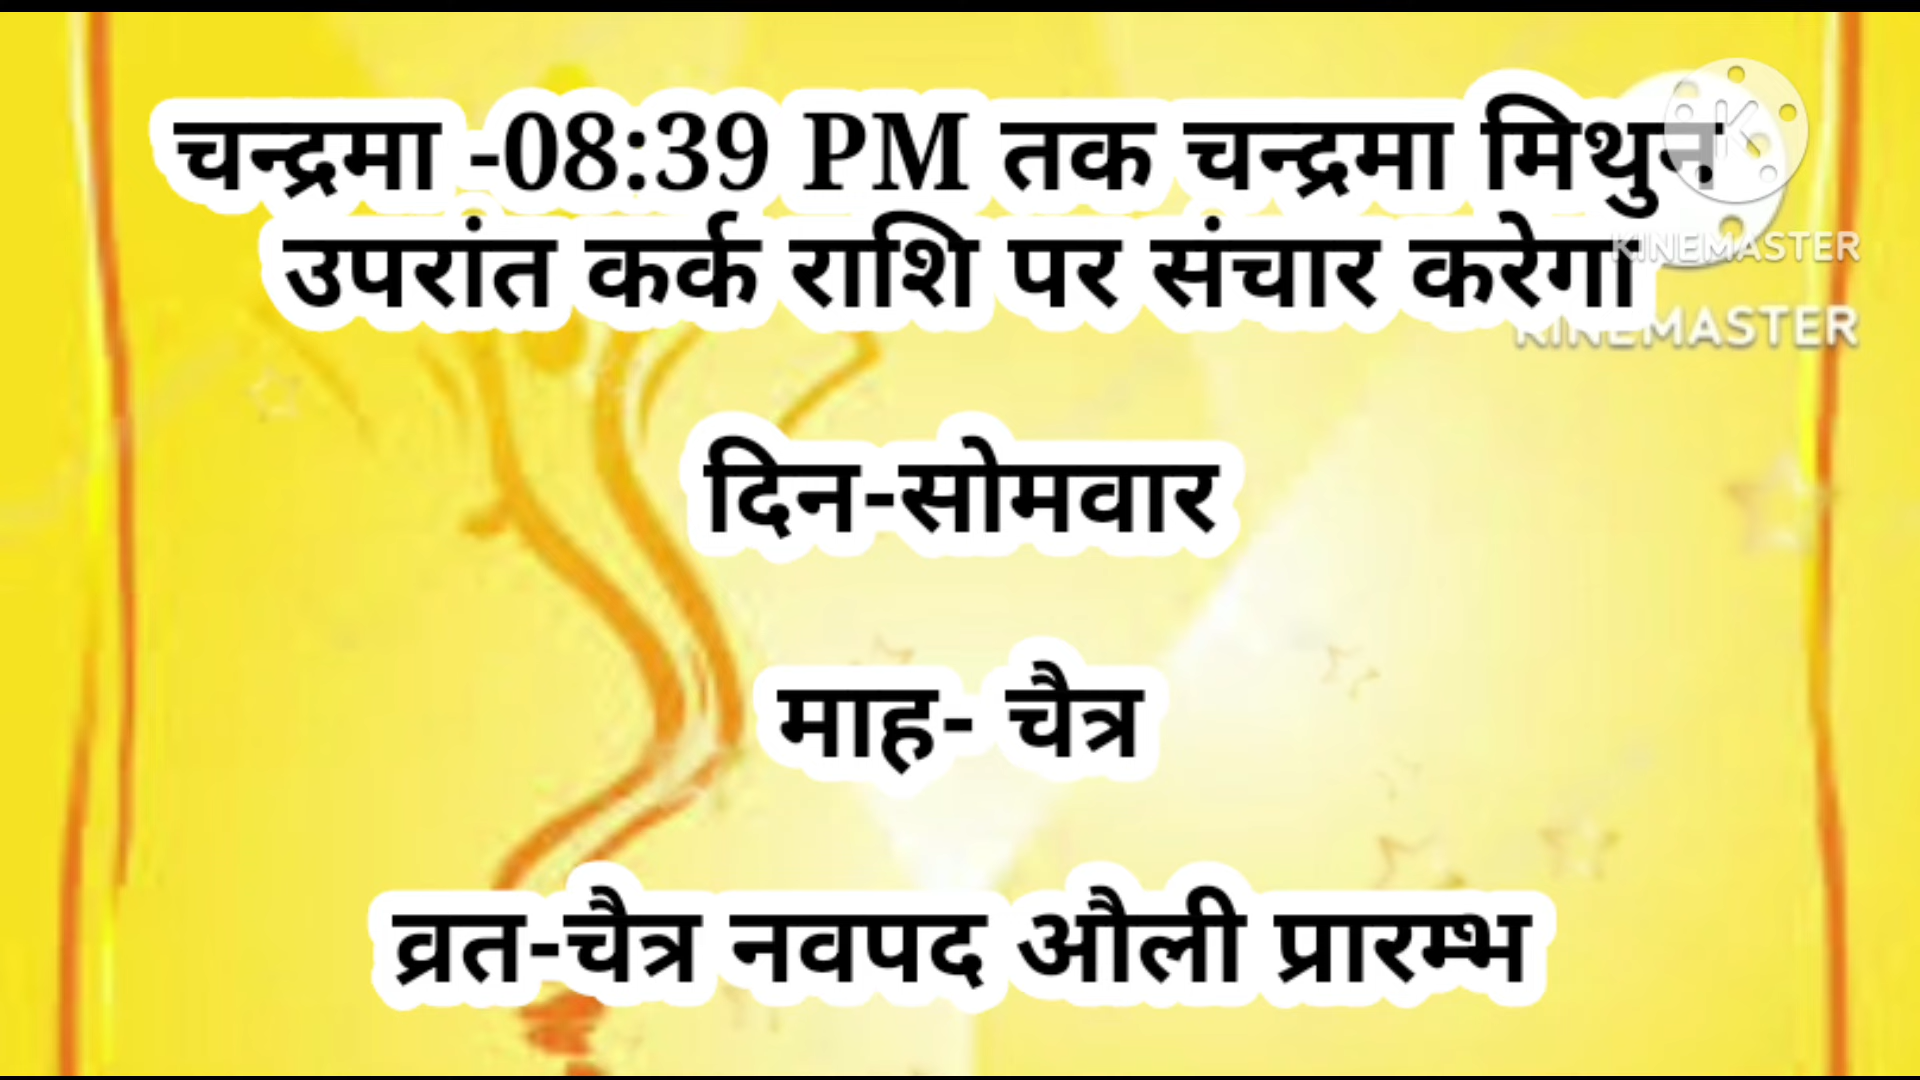 चन्द्रमा -08:39 PM तक चन्द्रमा मिथुन
उपरांत कर्क राशि पर संचार करेगा
KINEMASTER
KINEMASTER
दिन-सोमवार
माह- चैत्र
व्रत-चैत्र नवपद औली प्रारम्भ